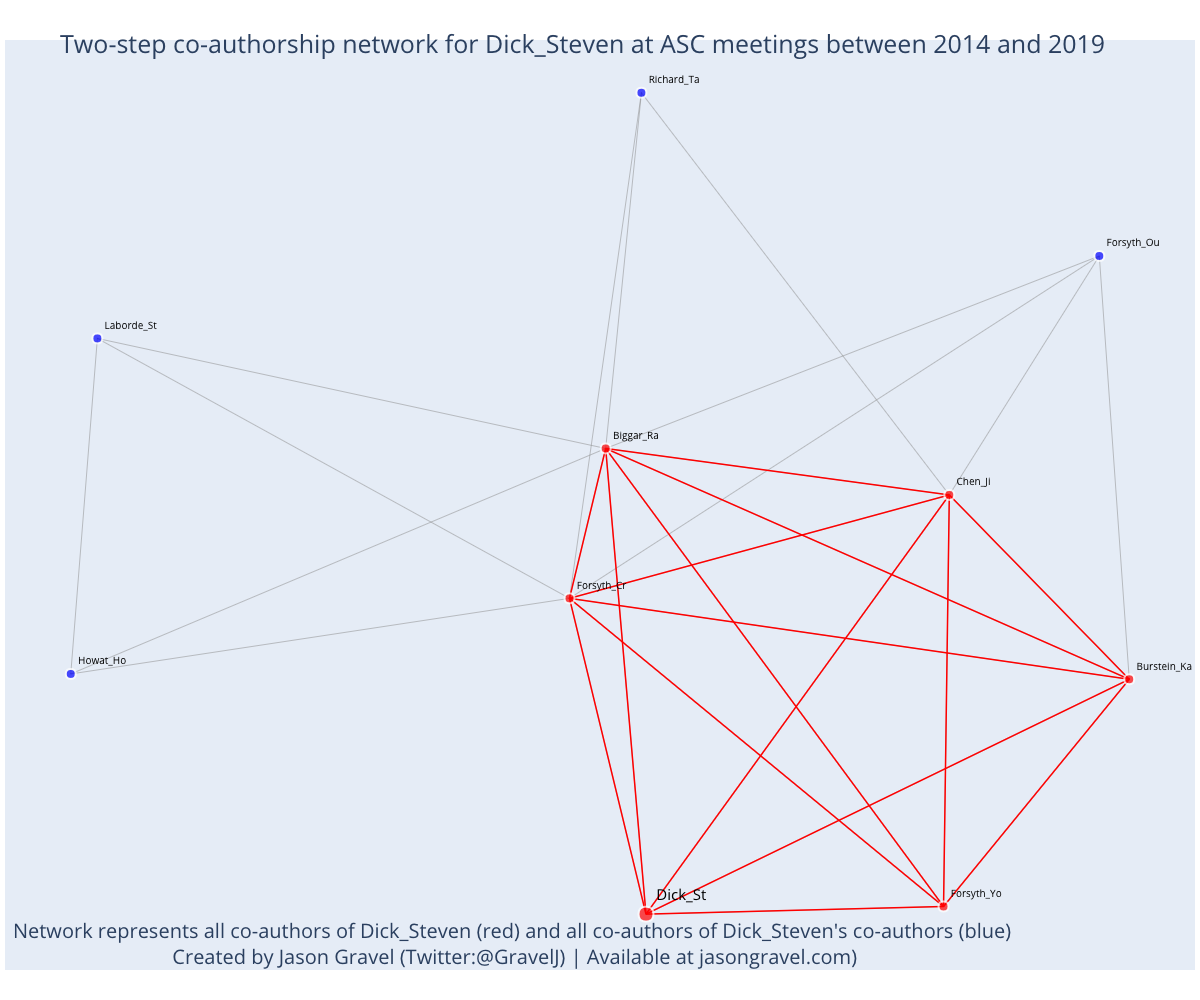 Two-step co-authorship network for Dick_Steven at ASC meetings between 2014 and 2019
Richard_Ta
Forsyth_Ou
Laborde_St
Biggar_Ra
Chen_Ji
Forsyth_Cr
Howat_Ho
Burstein_Ka
Dick_St
Forsyth_Yo
Network represents all co-authors of Dick_Steven (red) and all co-authors of Dick_Steven's co-authors (blue)
Created by Jason Gravel (Twitter:@GravelJ) | Available at jasongravel.com)